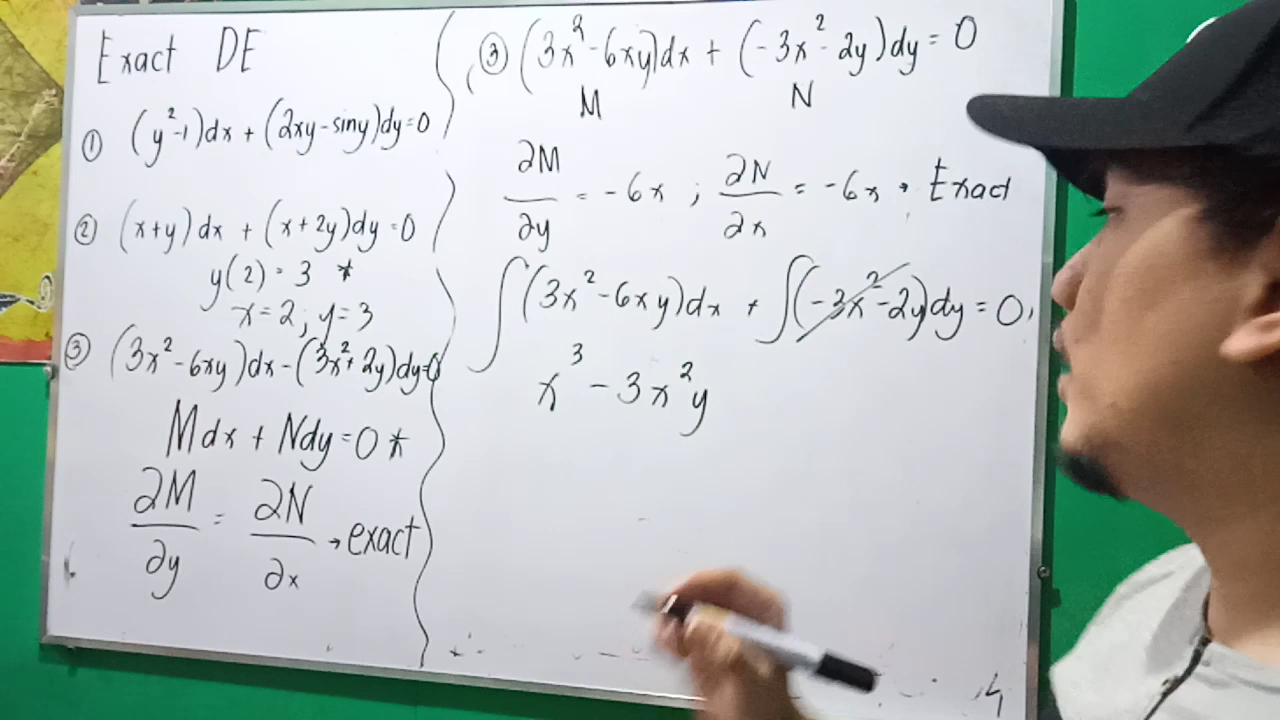 Exact DE
① (y²-1)dx + (2xy-siny)dy=0
② (x+y)dx + (x+2y)dy=0
y(2)=3 *
x=2, y=3
③ (3x²-6xy)dx-(3x²+2y)dy=0
Mdx + Ndy=0 *
∂M/∂y = ∂N/∂x → exact
③ (3x²-6xy)dx + (-3x²-2y)dy=0
M N
∂M/∂y = -6x ; ∂N/∂x = -6x → Exact
∫(3x²-6xy)dx + ∫(-3x²-2y)dy=0
x³-3x²y